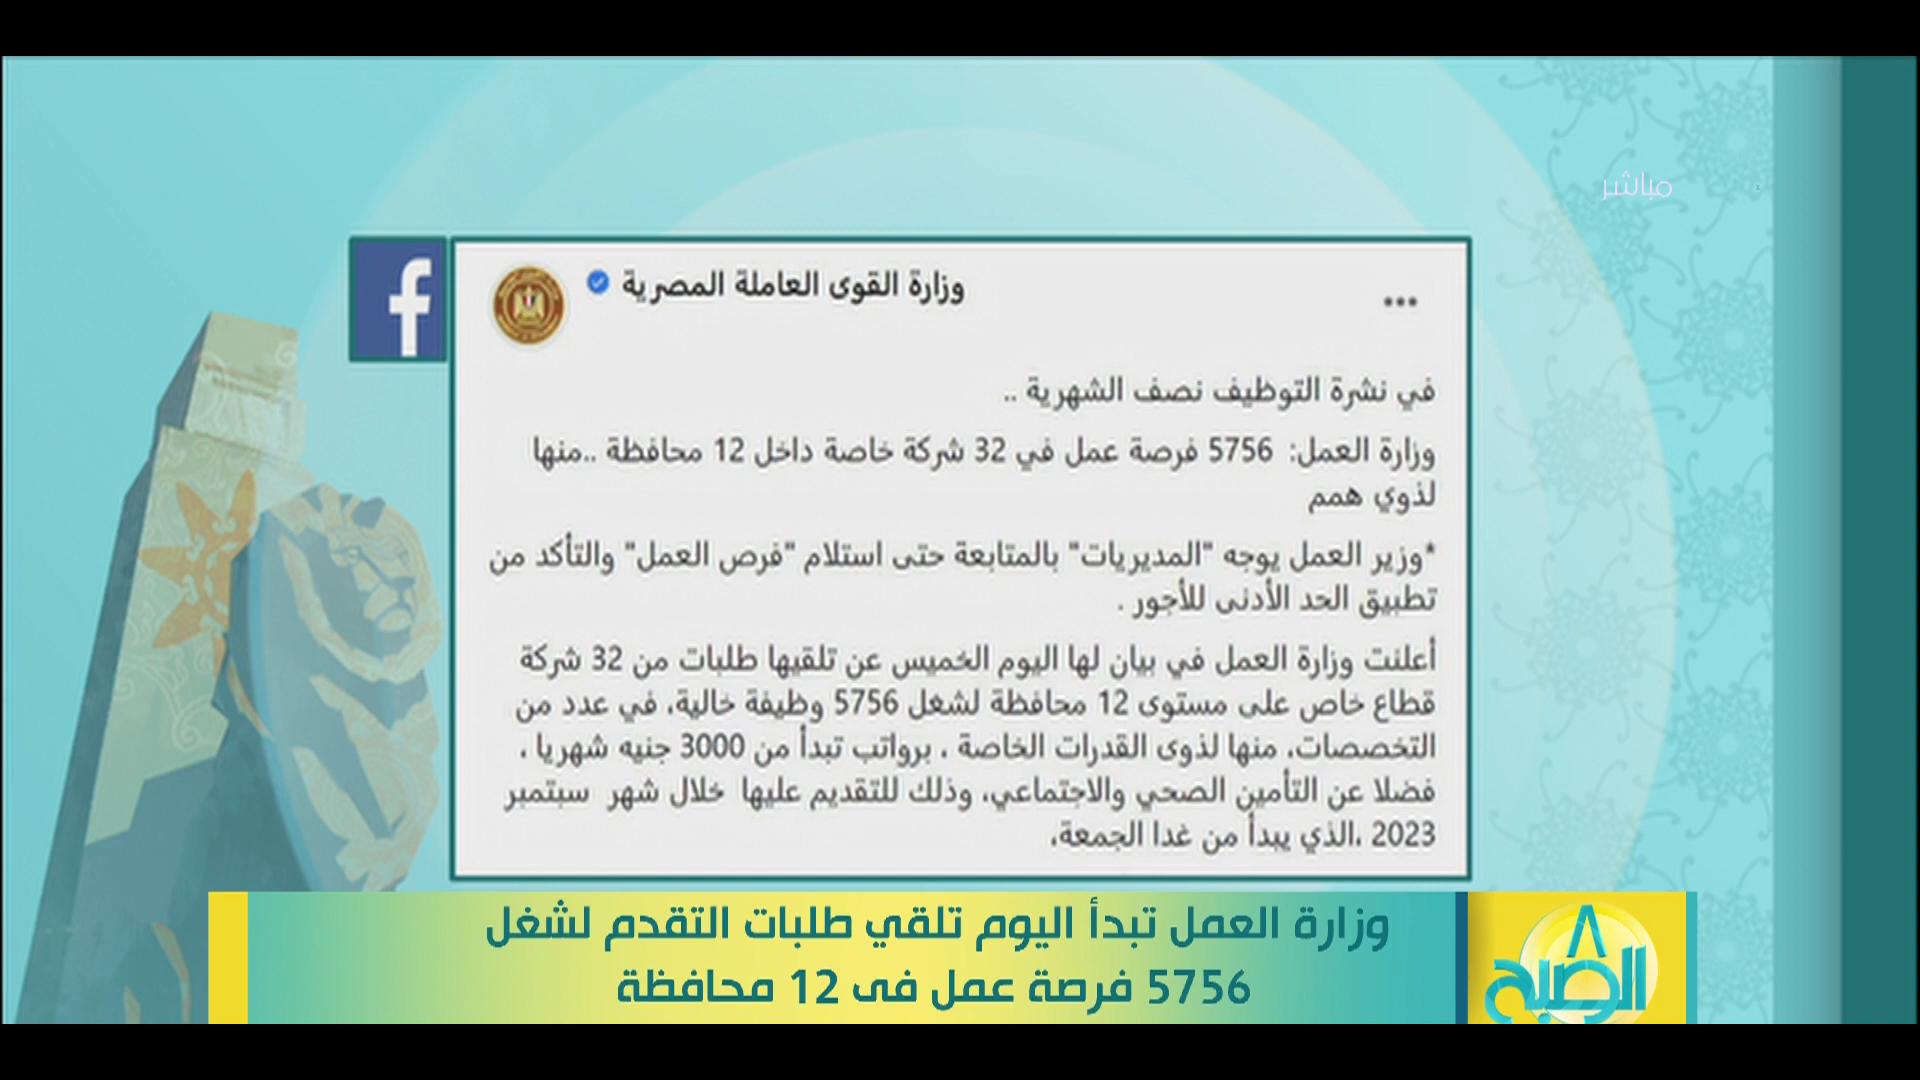 مباشر
وزارة القوى العاملة المصرية
في نشرة التوظيف نصف الشهرية ..
وزارة العمل: 5756 فرصة عمل في 32 شركة خاصة داخل 12 محافظة ..منها
لذوي همم
*وزير العمل يوجه "المديريات" بالمتابعة حتى استلام "فرص العمل" والتأكد من
تطبيق الحد الأدنى للأجور .
أعلنت وزارة العمل في بيان لها اليوم الخميس عن تلقيها طلبات من 32 شركة
قطاع خاص على مستوى 12 محافظة لشغل 5756 وظيفة خالية، في عدد من
التخصصات، منها لذوى القدرات الخاصة ، برواتب تبدأ من 3000 جنيه شهريا ،
فضلا عن التأمين الصحي والاجتماعي، وذلك للتقديم عليها خلال شهر سبتمبر
2023 ،الذي يبدأ من غدا الجمعة،
وزارة العمل تبدأ اليوم تلقي طلبات التقدم لشغل
5756 فرصة عمل فى 12 محافظة
٨
الصبح